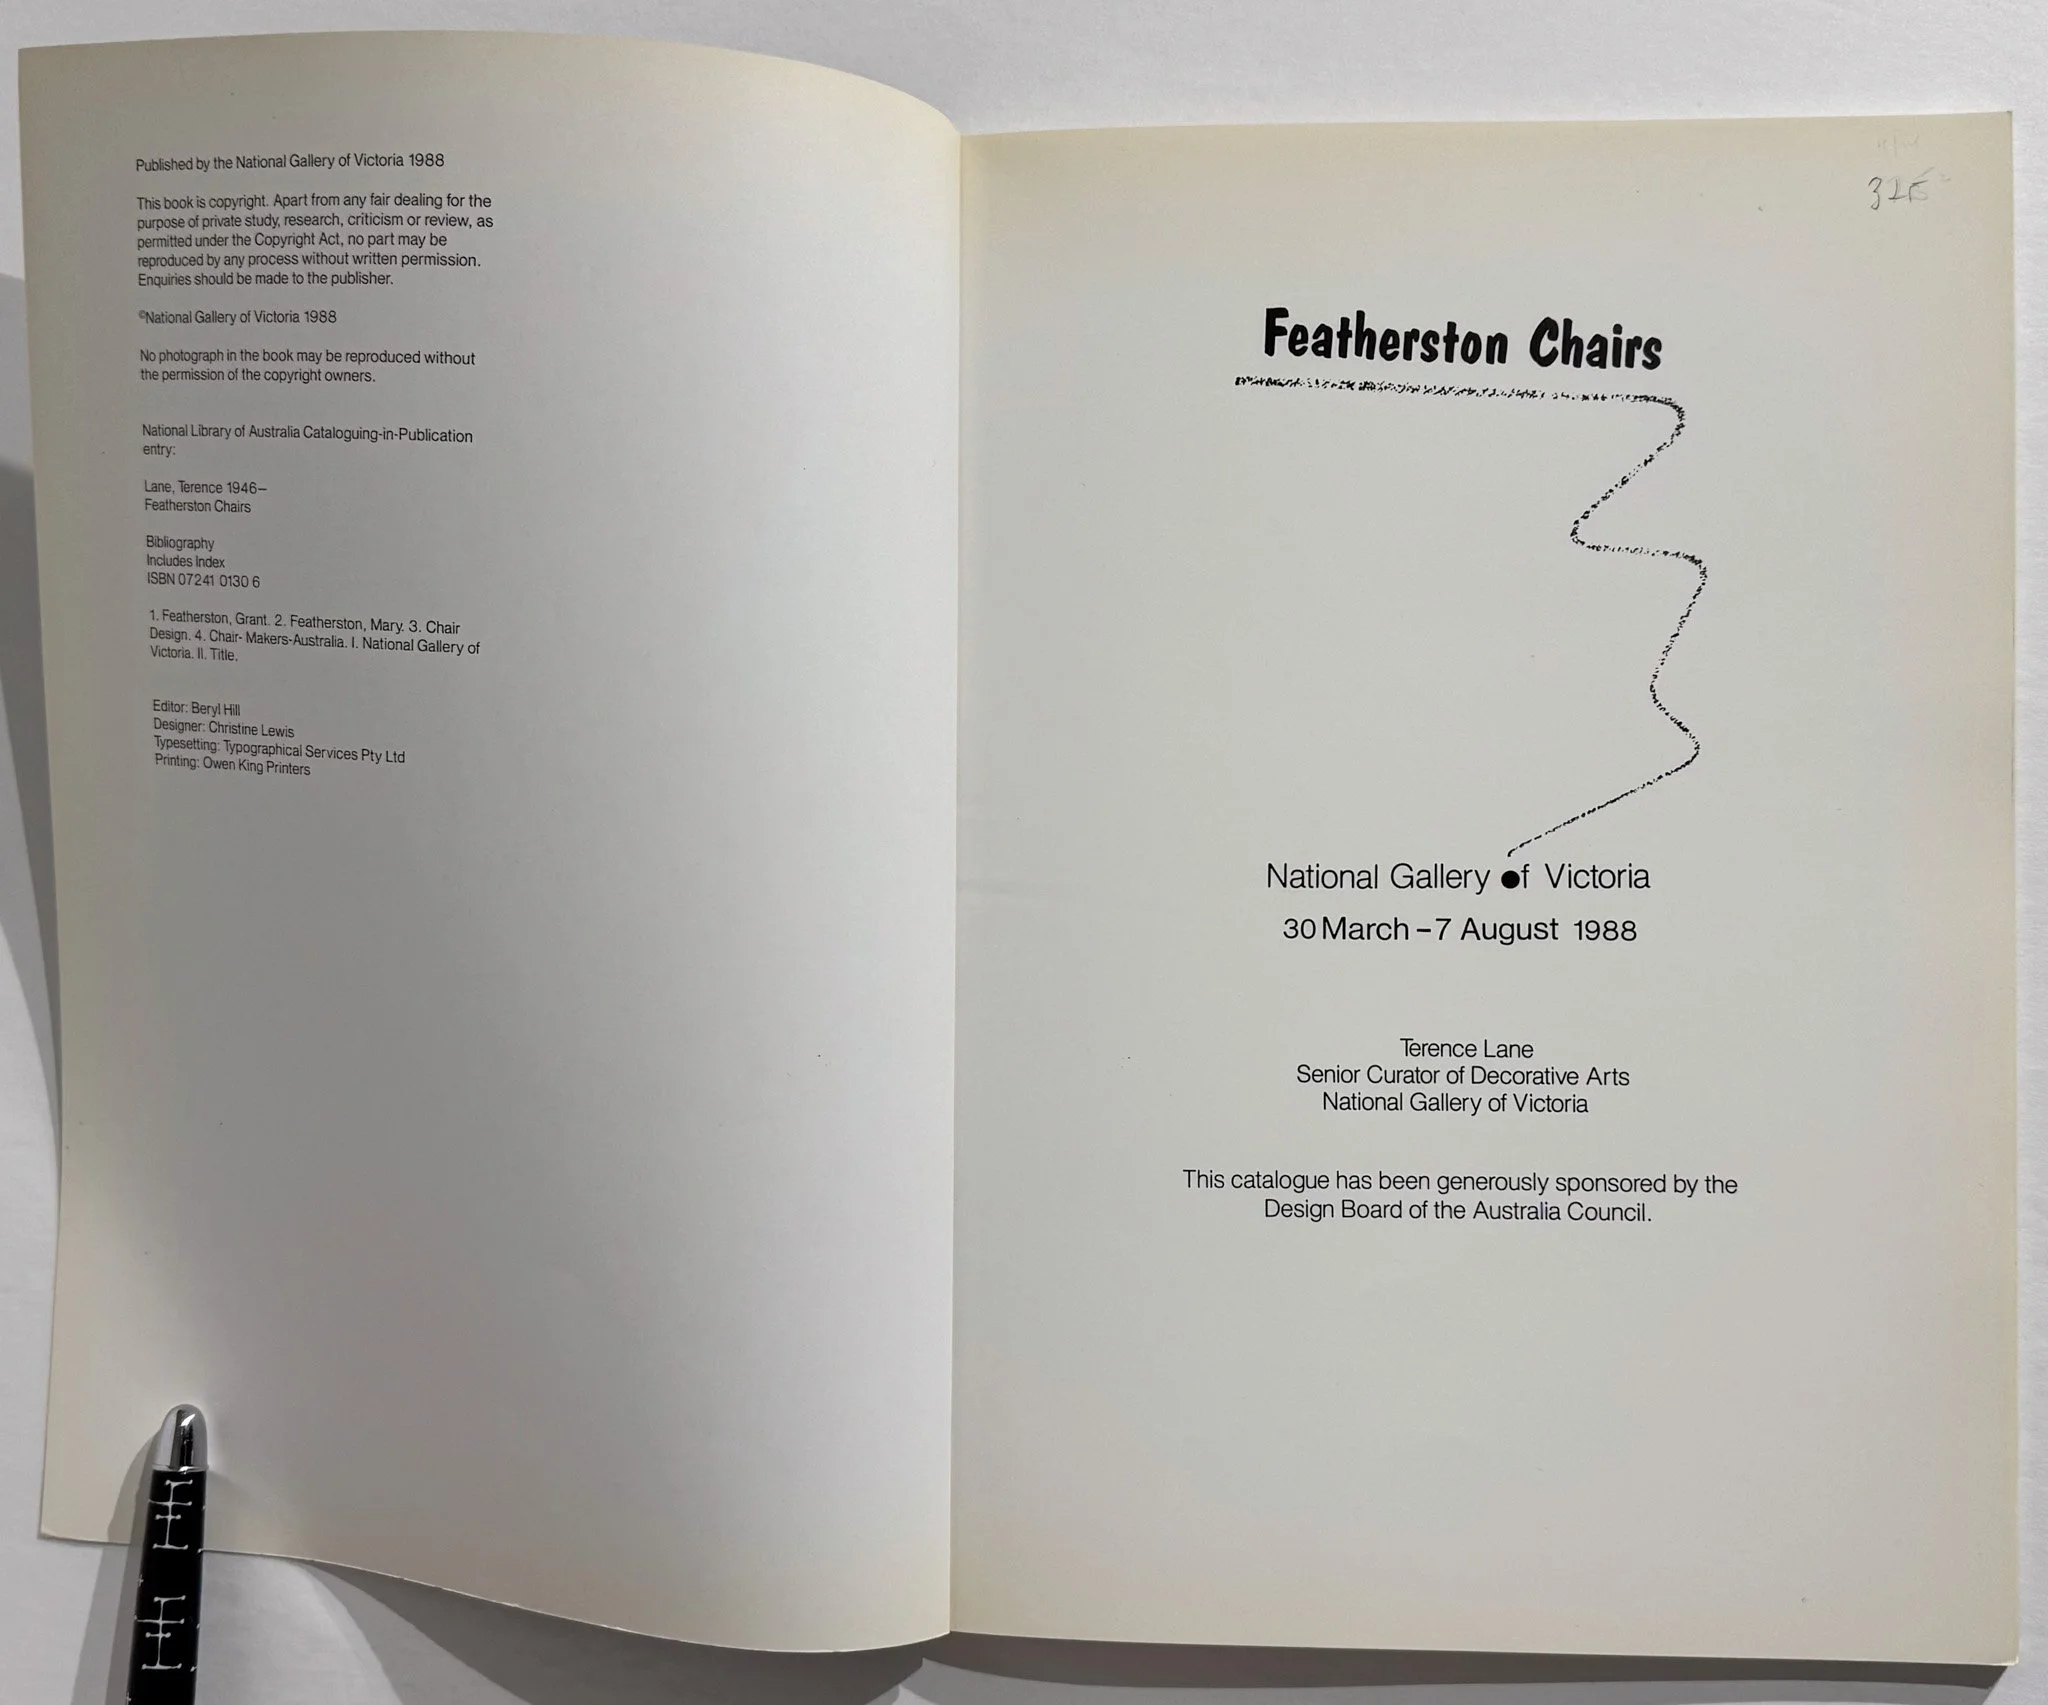 Published by the National Gallery of Victoria 1988
This book is copyright. Apart from any fair dealing for the
purpose of private study, research, criticism or review, as
permitted under the Copyright Act, no part may be
reproduced by any process without written permission.
Enquiries should be made to the publisher.
©National Gallery of Victoria 1988
No photograph in the book may be reproduced without
the permission of the copyright owners.
National Library of Australia Cataloguing-in-Publication
entry:
Lane, Terence 1946–
Featherston Chairs
Bibliography
Includes Index
ISBN 07241 0130 6
1. Featherston, Grant. 2. Featherston, Mary. 3. Chair
Design. 4. Chair- Makers-Australia. I. National Gallery of
Victoria. II. Title.
Editor: Beryl Hill
Designer: Christine Lewis
Typesetting: Typographical Services Pty Ltd
Printing: Owen King Printers
Featherston Chairs
National Gallery of Victoria
30 March – 7 August 1988
Terence Lane
Senior Curator of Decorative Arts
National Gallery of Victoria
This catalogue has been generously sponsored by the
Design Board of the Australia Council.